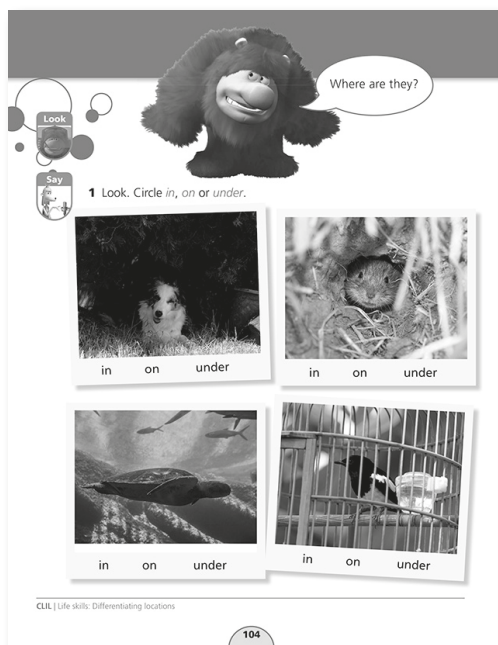 Where are they?
Look
Say
1 Look. Circle in, on or under.
in on under
in on under
in on under
in on under
CLIL | Life skills: Differentiating locations
104